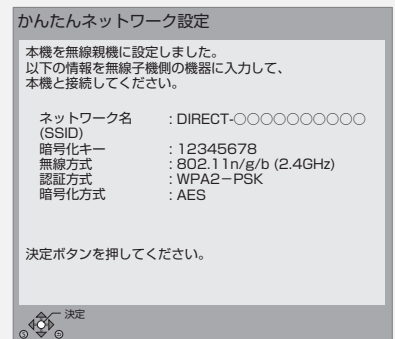 かんたんネットワーク設定
本機を無線親機に設定しました。
以下の情報を無線子機側の機器に入力して、
本機と接続してください。
ネットワーク名 : DIRECT-○○○○○○○○○○
(SSID)
暗号化キー : 12345678
無線方式 : 802.11n/g/b (2.4GHz)
認証方式 : WPA2－PSK
暗号化方式 : AES
決定ボタンを押してください。
決定